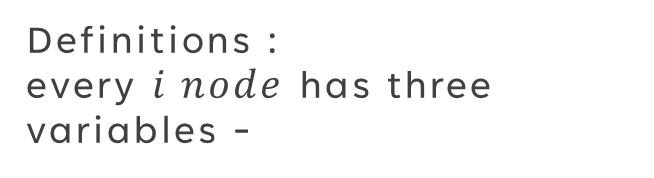 Definitions :
every i node has three
variables -